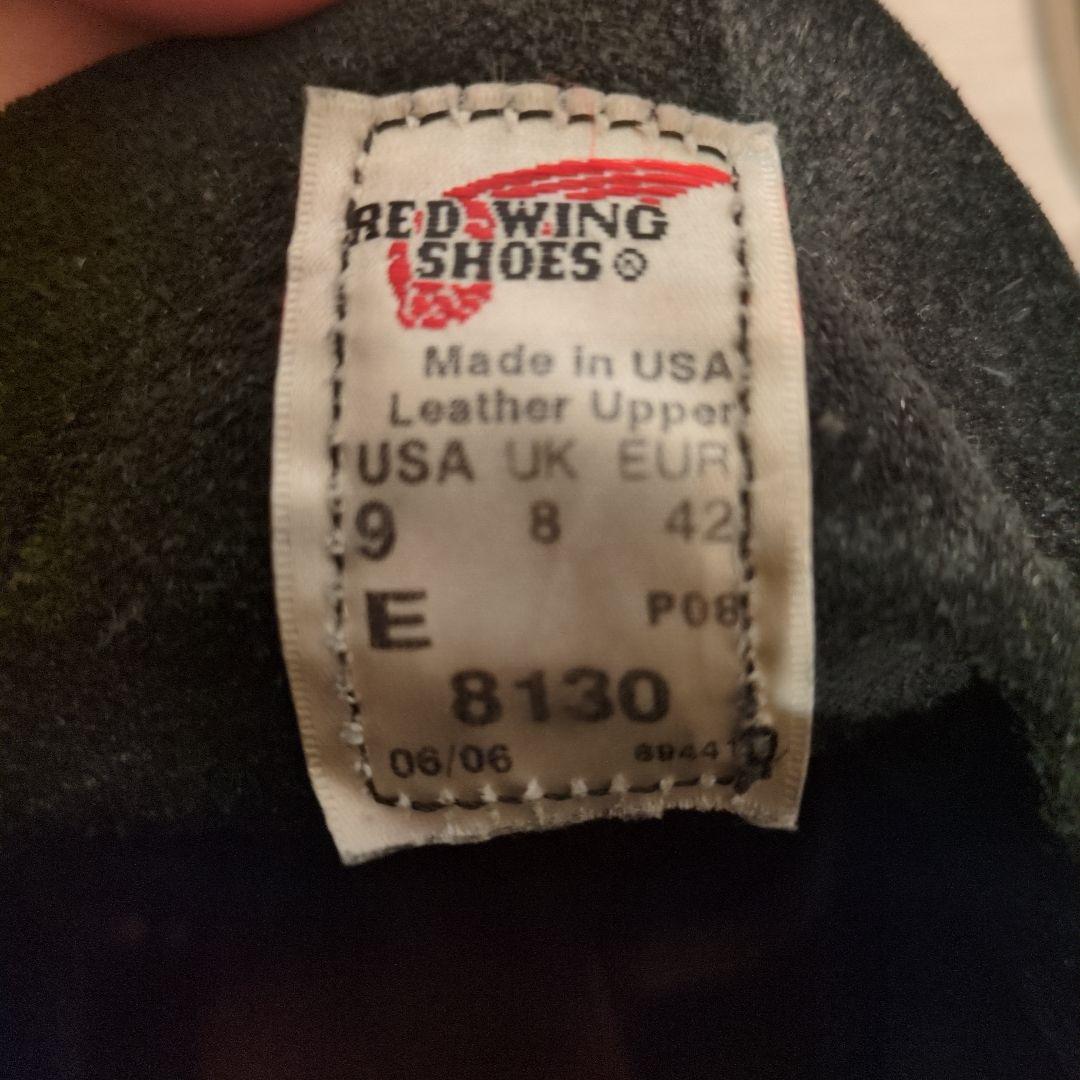 RED WING
SHOES ®
Made in USA
Leather Upper
USA UK EUR
9 8 42
E P08
8130
06/06